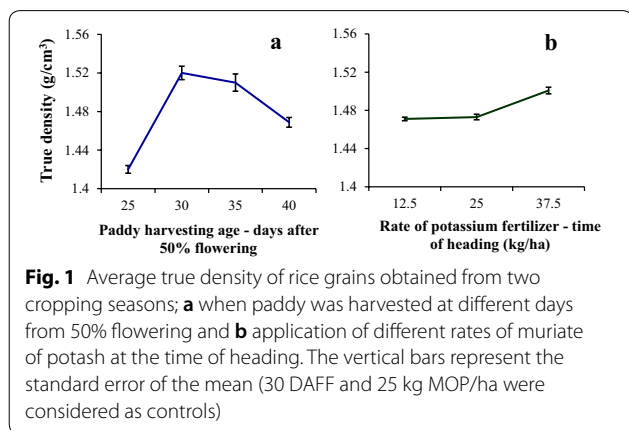 1.56
1.52
1.48
1.44
1.4
True density (g/cm³)
a
25 30 35 40
Paddy harvesting age - days after
50% flowering
1.56
1.52
1.48
1.44
1.4
b
12.5 25 37.5
Rate of potassium fertilizer - time
of heading (kg/ha)
Fig. 1 Average true density of rice grains obtained from two
cropping seasons; a when paddy was harvested at different days
from 50% flowering and b application of different rates of muriate
of potash at the time of heading. The vertical bars represent the
standard error of the mean (30 DAFF and 25 kg MOP/ha were
considered as controls)